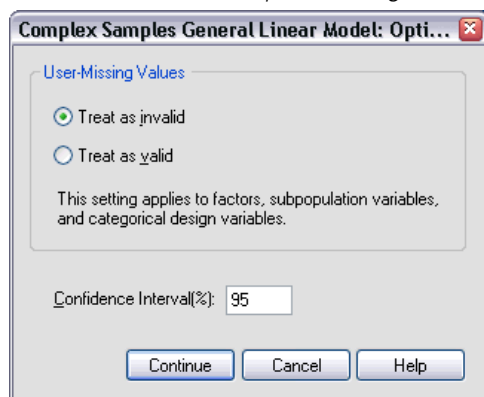 Complex Samples General Linear Model: Opti...
User-Missing Values
Treat as invalid
Treat as valid
This setting applies to factors, subpopulation variables,
and categorical design variables.
Confidence Interval(%): 95
Continue Cancel Help